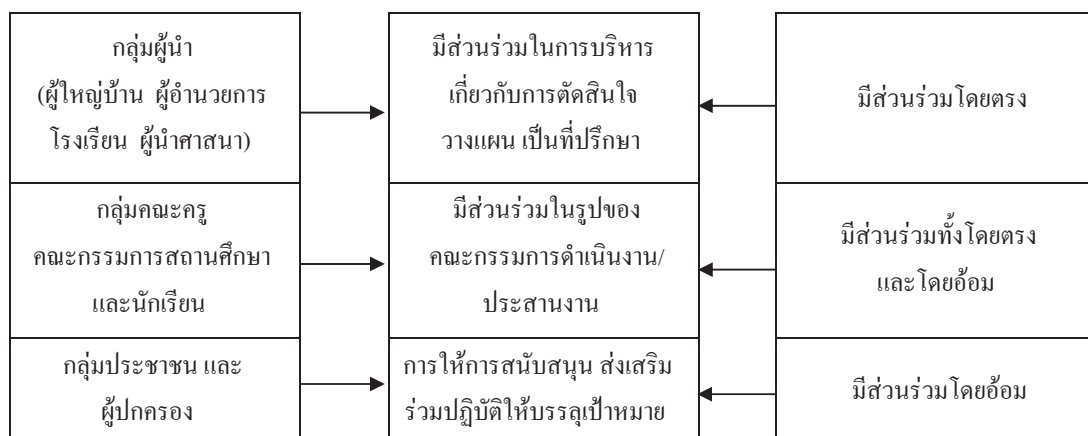 กลุ่มผู้นำ
(ผู้ใหญ่บ้าน ผู้อำนวยการ
โรงเรียน ผู้นำศาสนา)
มีส่วนร่วมในการบริหาร
เกี่ยวกับการตัดสินใจ
วางแผน เป็นที่ปรึกษา
มีส่วนร่วมโดยตรง
กลุ่มคณะครู
คณะกรรมการสถานศึกษา
และนักเรียน
มีส่วนร่วมในรูปของ
คณะกรรมการดำเนินงาน/
ประสานงาน
มีส่วนร่วมทั้งโดยตรง
และโดยอ้อม
กลุ่มประชาชน และ
ผู้ปกครอง
การให้การสนับสนุน ส่งเสริม
ร่วมปฏิบัติให้บรรลุเป้าหมาย
มีส่วนร่วมโดยอ้อม